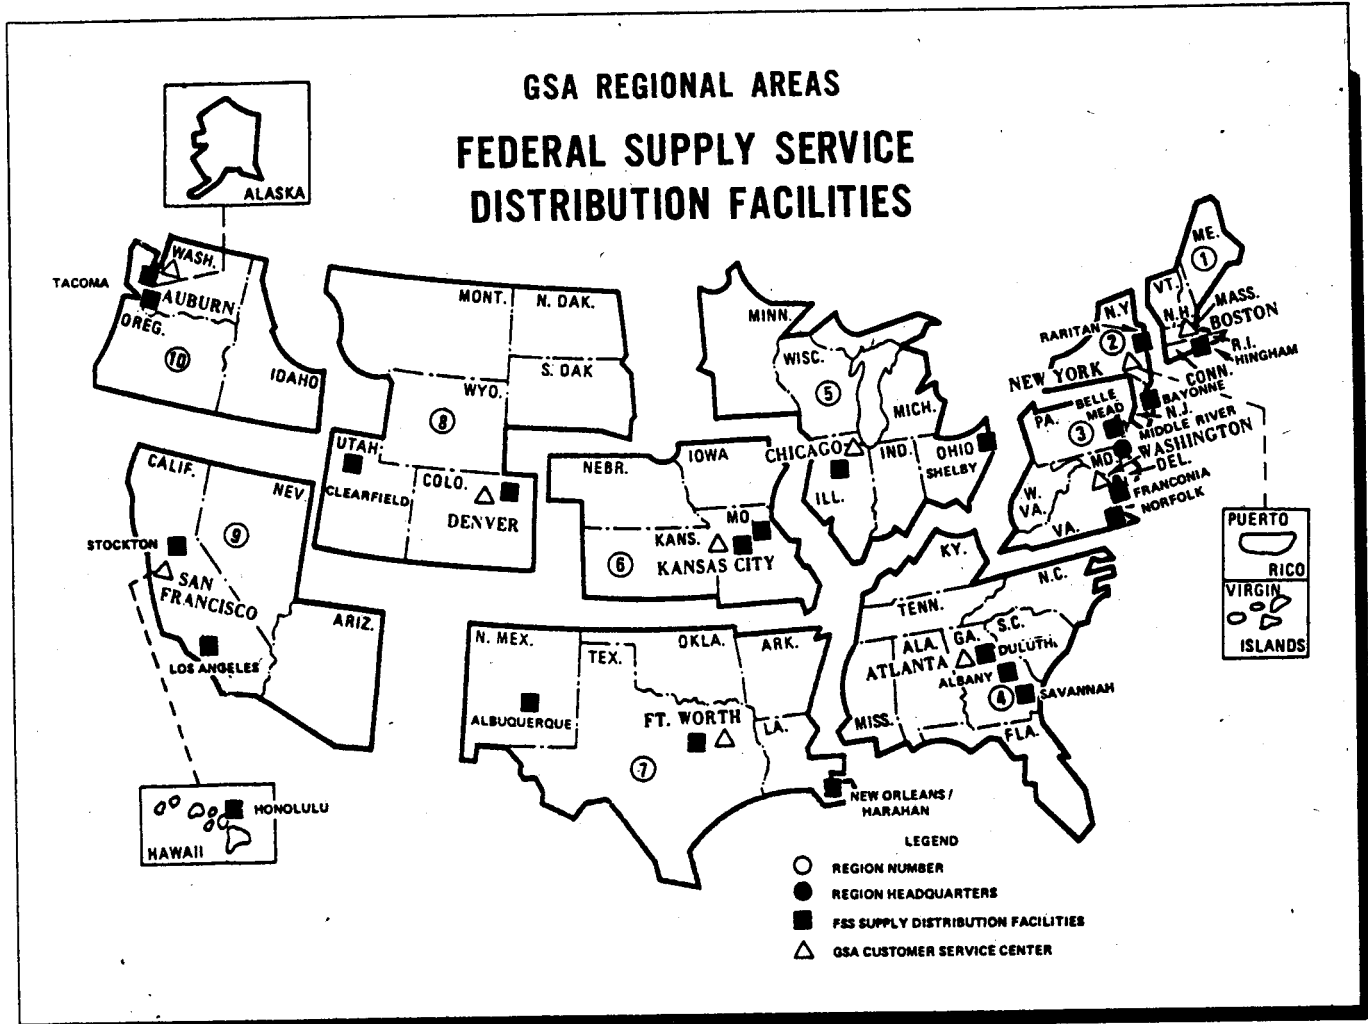 GSA REGIONAL AREAS
FEDERAL SUPPLY SERVICE
DISTRIBUTION FACILITIES
ALASKA
WASH.
TACOMA
AUBURN
OREG.
10
IDAHO
MONT.
N. DAK.
S. DAK
WYO.
8
UTAH
CLEARFIELD
COLO.
DENVER
CALIF.
NEV.
9
STOCKTON
SAN
FRANCISCO
LOS ANGELES
ARIZ.
HONOLULU
HAWAII
MINN.
WISC.
5
MICH.
CHICAGO
ILL.
IND.
OHIO
SHELBY
NEBR.
IOWA
MO
KANS.
KANSAS CITY
6
N. MEX.
ALBUQUERQUE
TEX.
OKLA.
ARK.
FT. WORTH
LA.
7
NEW ORLEANS/
HARAHAN
ME.
1
VT.
N.H.
MASS.
BOSTON
R.I.
HINGHAM
CONN.
N.Y
RARITAN
2
NEW YORK
BAYONNE
N.J.
BELLE
MEAD
PA.
3
MIDDLE RIVER
WASHINGTON
MD.
DEL.
FRANCONIA
NORFOLK
W.
VA.
VA.
PUERTO
RICO
VIRGIN
ISLANDS
KY.
N.C.
TENN.
S.C.
ALA.
GA.
DULUTH.
ATLANTA
ALBANY
4
SAVANNAH
MISS.
FLA.
LEGEND
REGION NUMBER
REGION HEADQUARTERS
FSS SUPPLY DISTRIBUTION FACILITIES
GSA CUSTOMER SERVICE CENTER